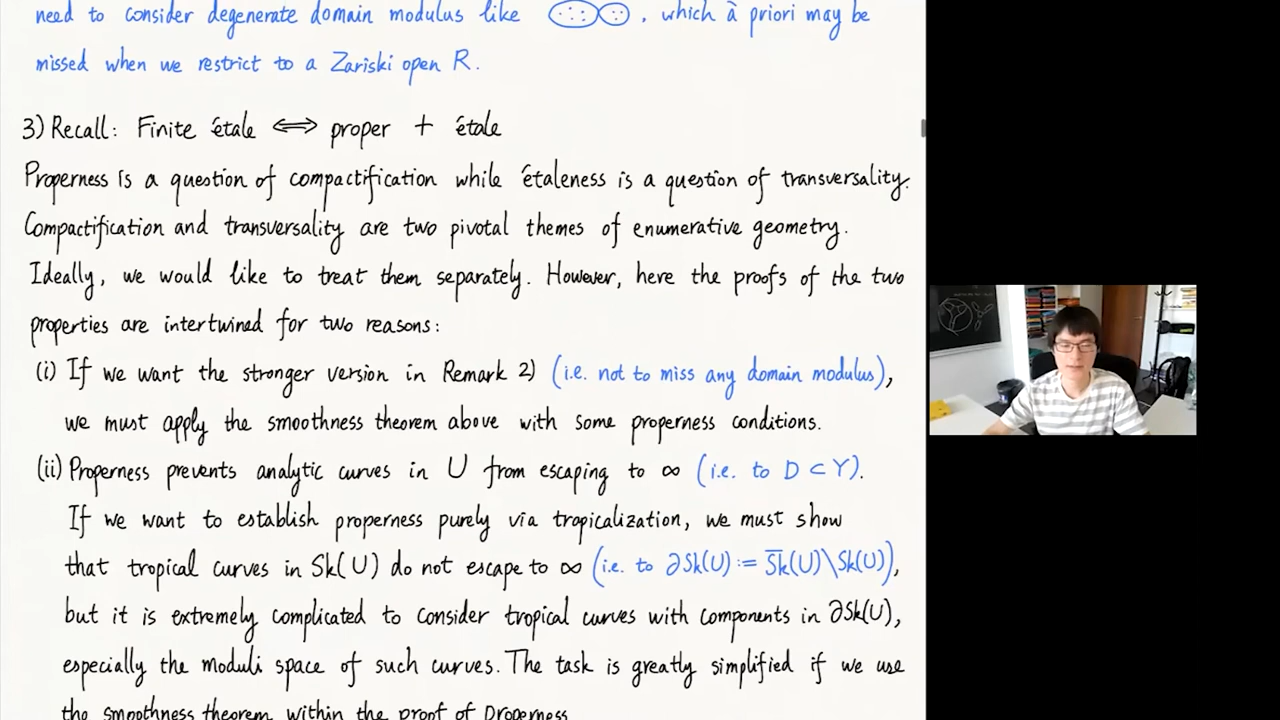 need to consider degenerate domain modulus like , which à priori may be
missed when we restrict to a Zariski open R.
3) Recall: Finite étale ⟺ proper + étale
Properness is a question of compactification while étaleness is a question of transversality.
Compactification and transversality are two pivotal themes of enumerative geometry.
Ideally, we would like to treat them separately. However, here the proofs of the two
properties are intertwined for two reasons:
(i) If we want the stronger version in Remark 2) (i.e. not to miss any domain modulus),
we must apply the smoothness theorem above with some properness conditions.
(ii) Properness prevents analytic curves in U from escaping to ∞ (i.e. to D ⊂ Y).
If we want to establish properness purely via tropicalization, we must show
that tropical curves in Sk(U) do not escape to ∞ (i.e. to ∂Sk(U) := S̅k̅(U)\Sk(U)),
but it is extremely complicated to consider tropical curves with components in ∂Sk(U),
especially the moduli space of such curves. The task is greatly simplified if we use
the smoothness theorem within the proof of properness